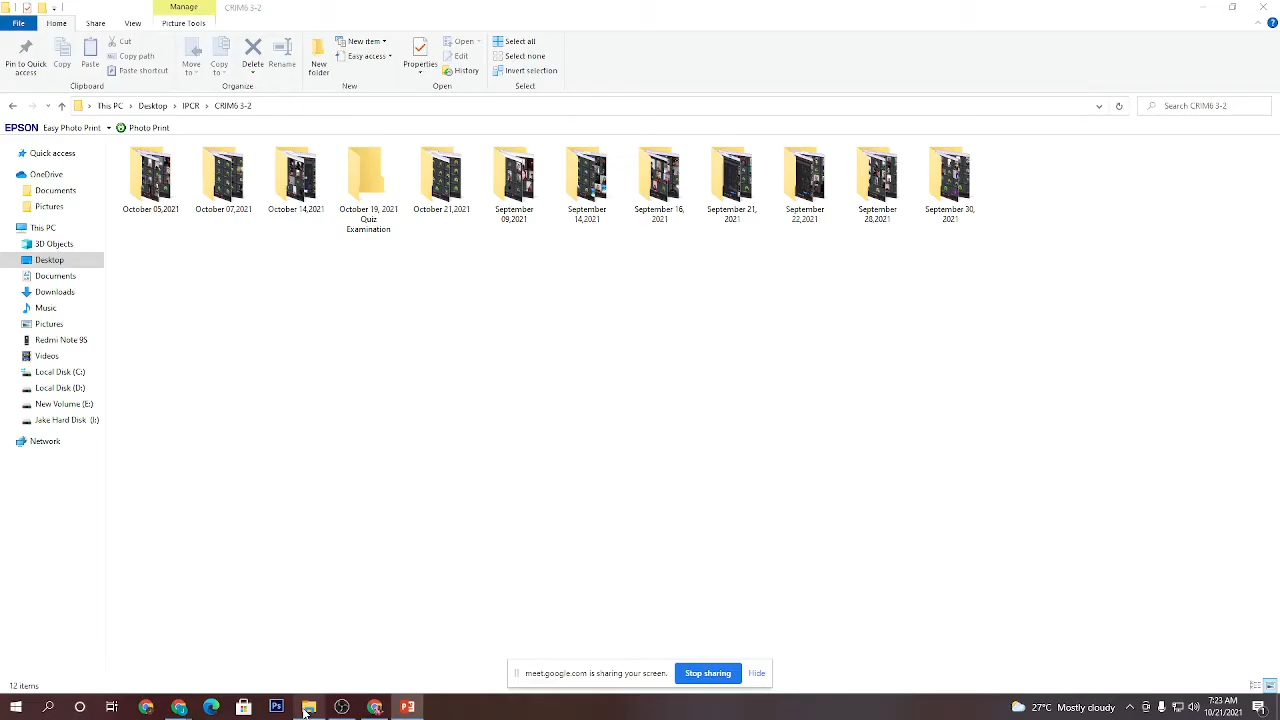 Manage
CRIM6 3-2
File
Home
Share
View
Picture Tools
Pin to Quick access
Copy
Paste
Cut
Copy path
Paste shortcut
Clipboard
Move to
Copy to
Delete
Rename
Organize
New folder
New item
Easy access
New
Properties
Open
Edit
History
Open
Select all
Select none
Invert selection
Select
This PC > Desktop > IPCR > CRIM6 3-2
Search CRIM6 3-2
EPSON Easy Photo Print Photo Print
Quick access
OneDrive
Documents
Pictures
This PC
3D Objects
Desktop
Documents
Downloads
Music
Pictures
Redmi Note 9S
Videos
Local Disk (C:)
Local Disk (D:)
New Volume (E:)
Jake Hard Disk (I:)
Network
October 05,2021
October 07,2021
October 14,2021
October 19, 2021
Quiz
Examination
October 21,2021
September
09,2021
September
14,2021
September 16,
2021
September 21,
2021
September
22,2021
September
28,2021
September 30,
2021
meet.google.com is sharing your screen.
Stop sharing
Hide
12 items
Ps
27°C Mostly cloudy
7:23 AM
10/21/2021